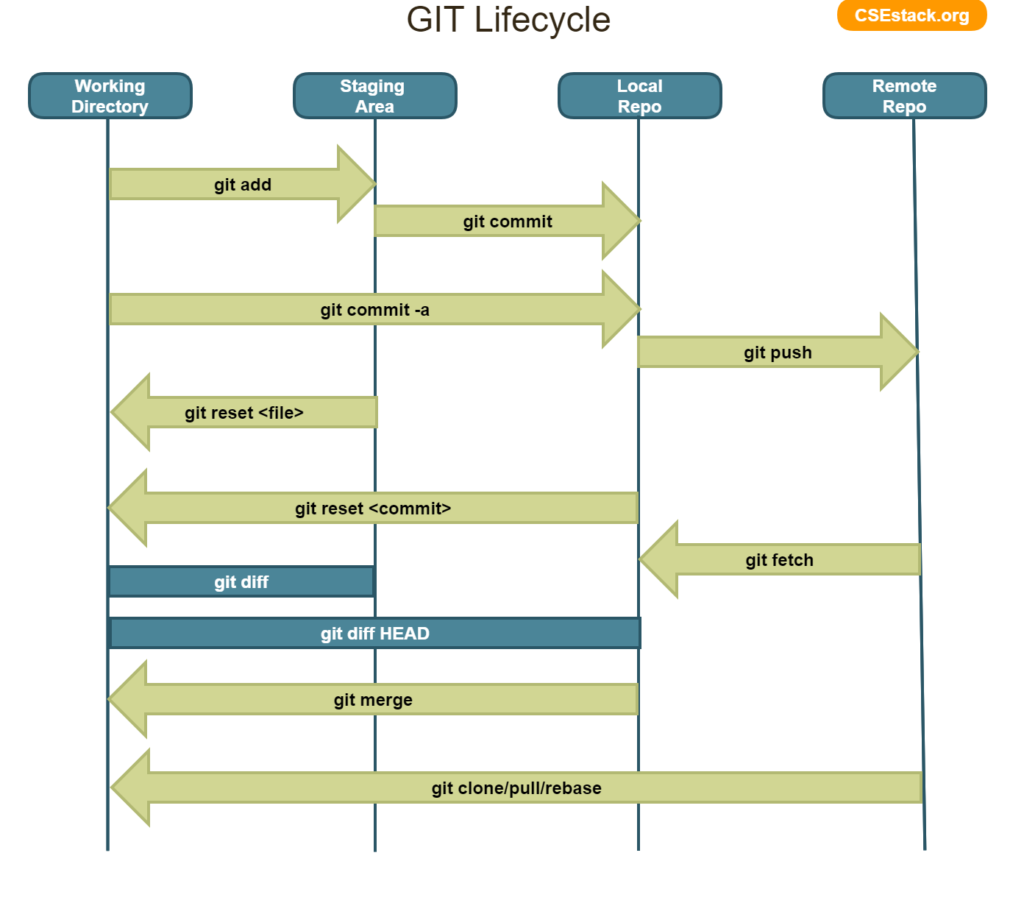 GIT Lifecycle
CSEstack.org
Working
Directory
Staging
Area
Local
Repo
Remote
Repo
git add
git commit
git commit -a
git push
git reset <file>
git reset <commit>
git fetch
git diff
git diff HEAD
git merge
git clone/pull/rebase